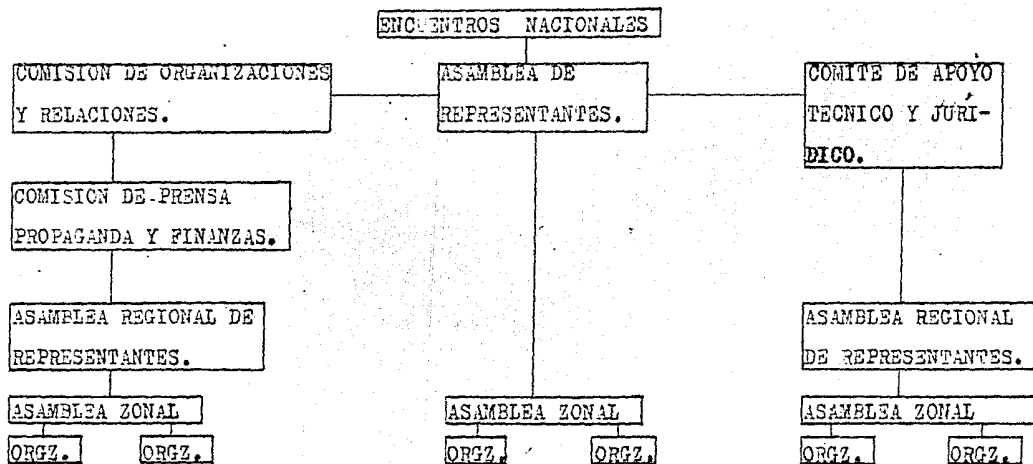 ENCUENTROS NACIONALES
COMISION DE ORGANIZACIONES
Y RELACIONES.
ASAMBLEA DE
REPRESENTANTES.
COMITE DE APOYO
TECNICO Y JURÍ-
DICO.
COMISION DE PRENSA
PROPAGANDA Y FINANZAS.
ASAMBLEA REGIONAL DE
REPRESENTANTES.
ASAMBLEA REGIONAL
DE REPRESENTANTES.
ASAMBLEA ZONAL
ASAMBLEA ZONAL
ASAMBLEA ZONAL
ORGZ.
ORGZ.
ORGZ.
ORGZ.
ORGZ.
ORGZ.